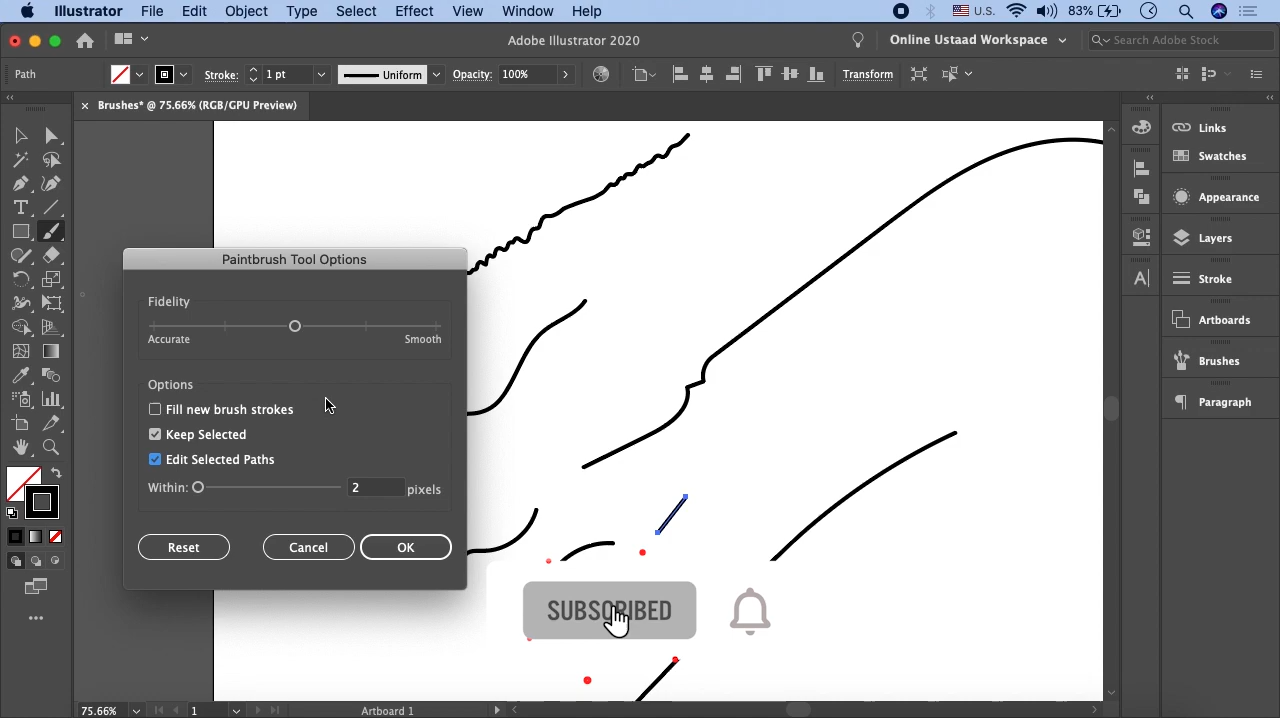 Illustrator File Edit Object Type Select Effect View Window Help U.S. 83%
Adobe Illustrator 2020 Online Ustaad Workspace Search Adobe Stock
Path Stroke: 1 pt Uniform Opacity: 100% Transform
× Brushes* @ 75.66% (RGB/GPU Preview)
Links
Swatches
Appearance
Layers
Stroke
Artboards
Brushes
Paragraph
Paintbrush Tool Options
Fidelity
Accurate Smooth
Options
Fill new brush strokes
Keep Selected
Edit Selected Paths
Within: 2 pixels
Reset Cancel OK
SUBSCRIBED
75.66% 1 Artboard 1